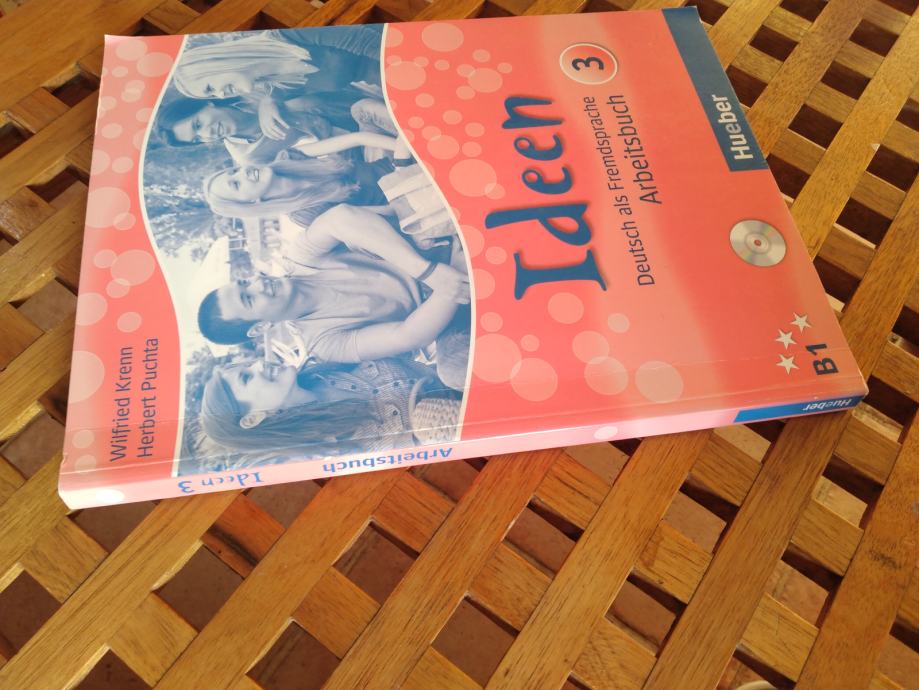 Wilfried Krenn
Herbert Puchta
Ideen
3
Deutsch als Fremdsprache
Arbeitsbuch
Hueber
B1
Ideen 3
Arbeitsbuch
Hueber